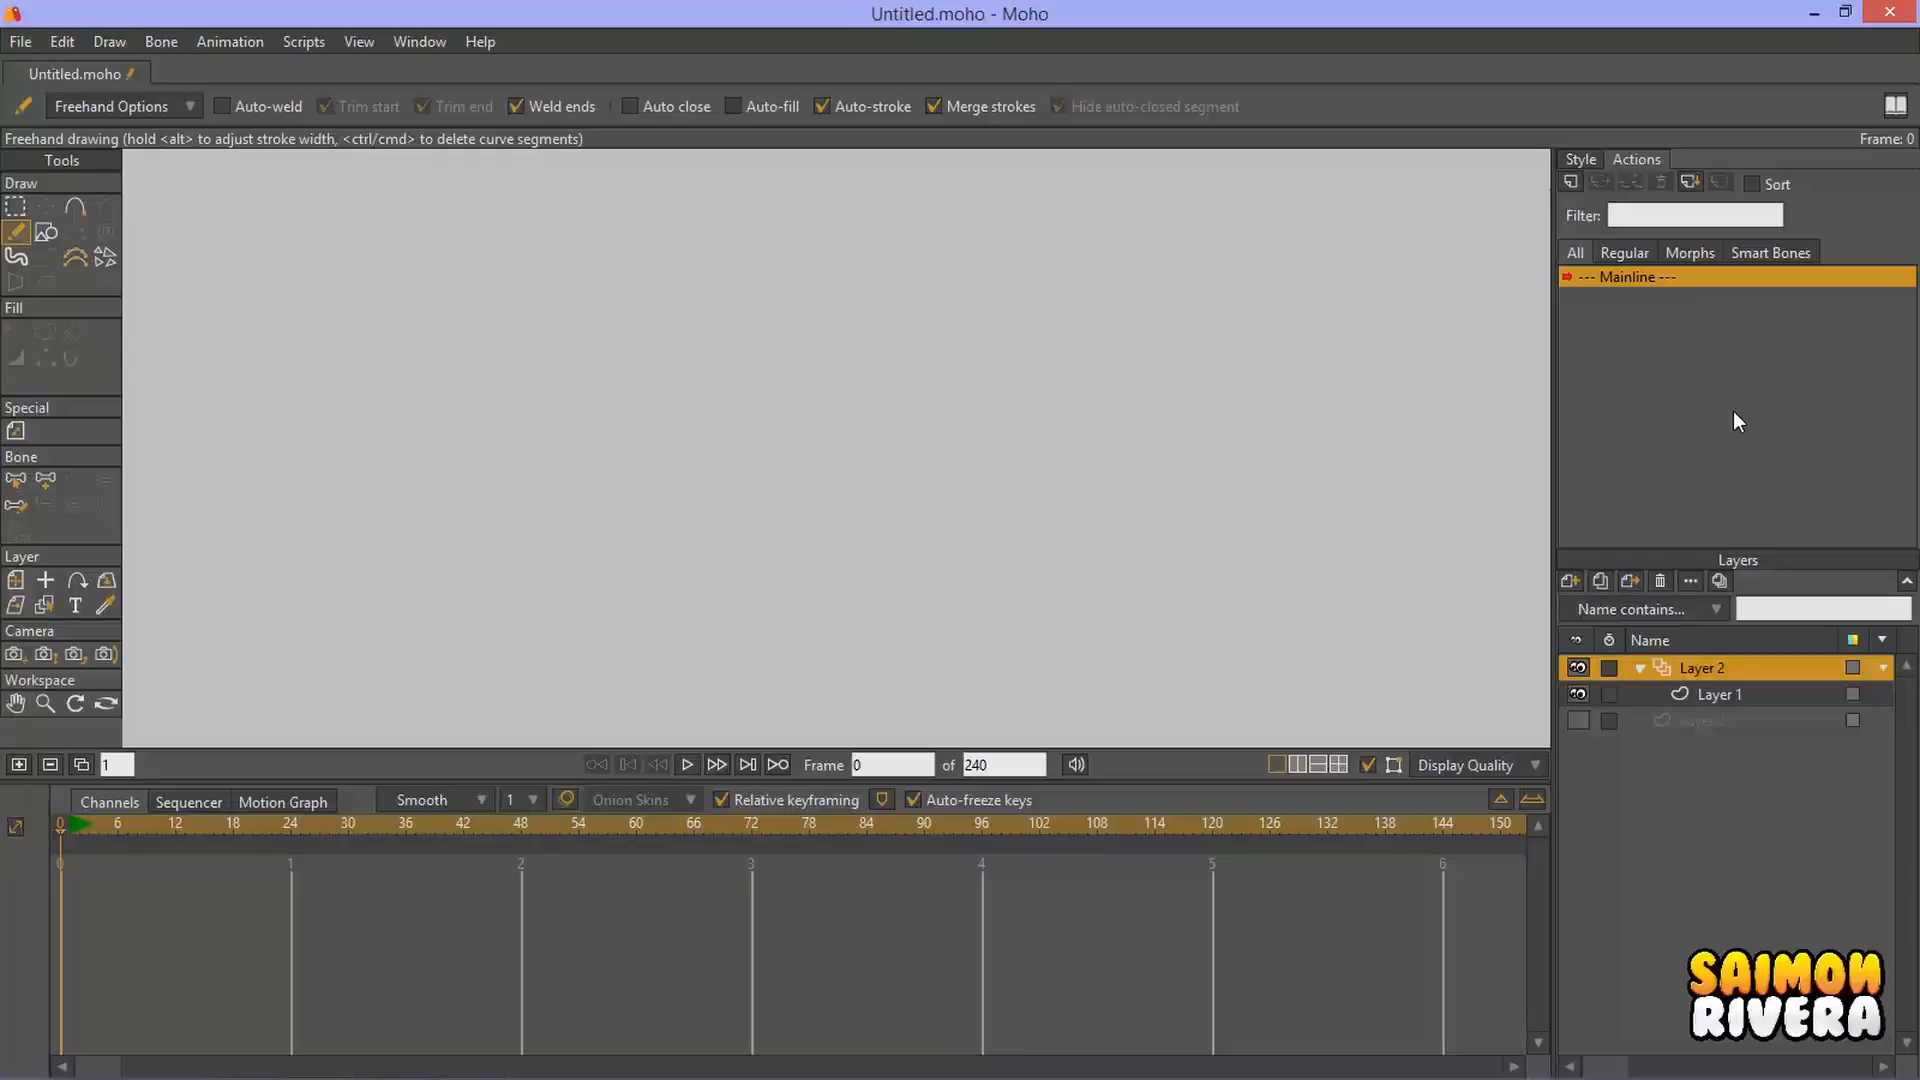 Untitled.moho - Moho
File Edit Draw Bone Animation Scripts View Window Help
Untitled.moho
Freehand Options Auto-weld Trim start Trim end Weld ends Auto close Auto-fill Auto-stroke Merge strokes Hide auto-closed segment
Freehand drawing (hold <alt> to adjust stroke width, <ctrl/cmd> to delete curve segments) Frame: 0
Tools
Draw
Fill
Special
Bone
Layer
Camera
Workspace
Style Actions
Sort
Filter:
All Regular Morphs Smart Bones
--- Mainline ---
Layers
Name contains...
Name
Layer 2
Layer 1
1 Frame 0 of 240 Display Quality
Channels Sequencer Motion Graph Smooth 1 Onion Skins Relative keyframing Auto-freeze keys
0 6 12 18 24 30 36 42 48 54 60 66 72 78 84 90 96 102 108 114 120 126 132 138 144 150
0 1 2 3 4 5 6
SAIMON
RIVERA